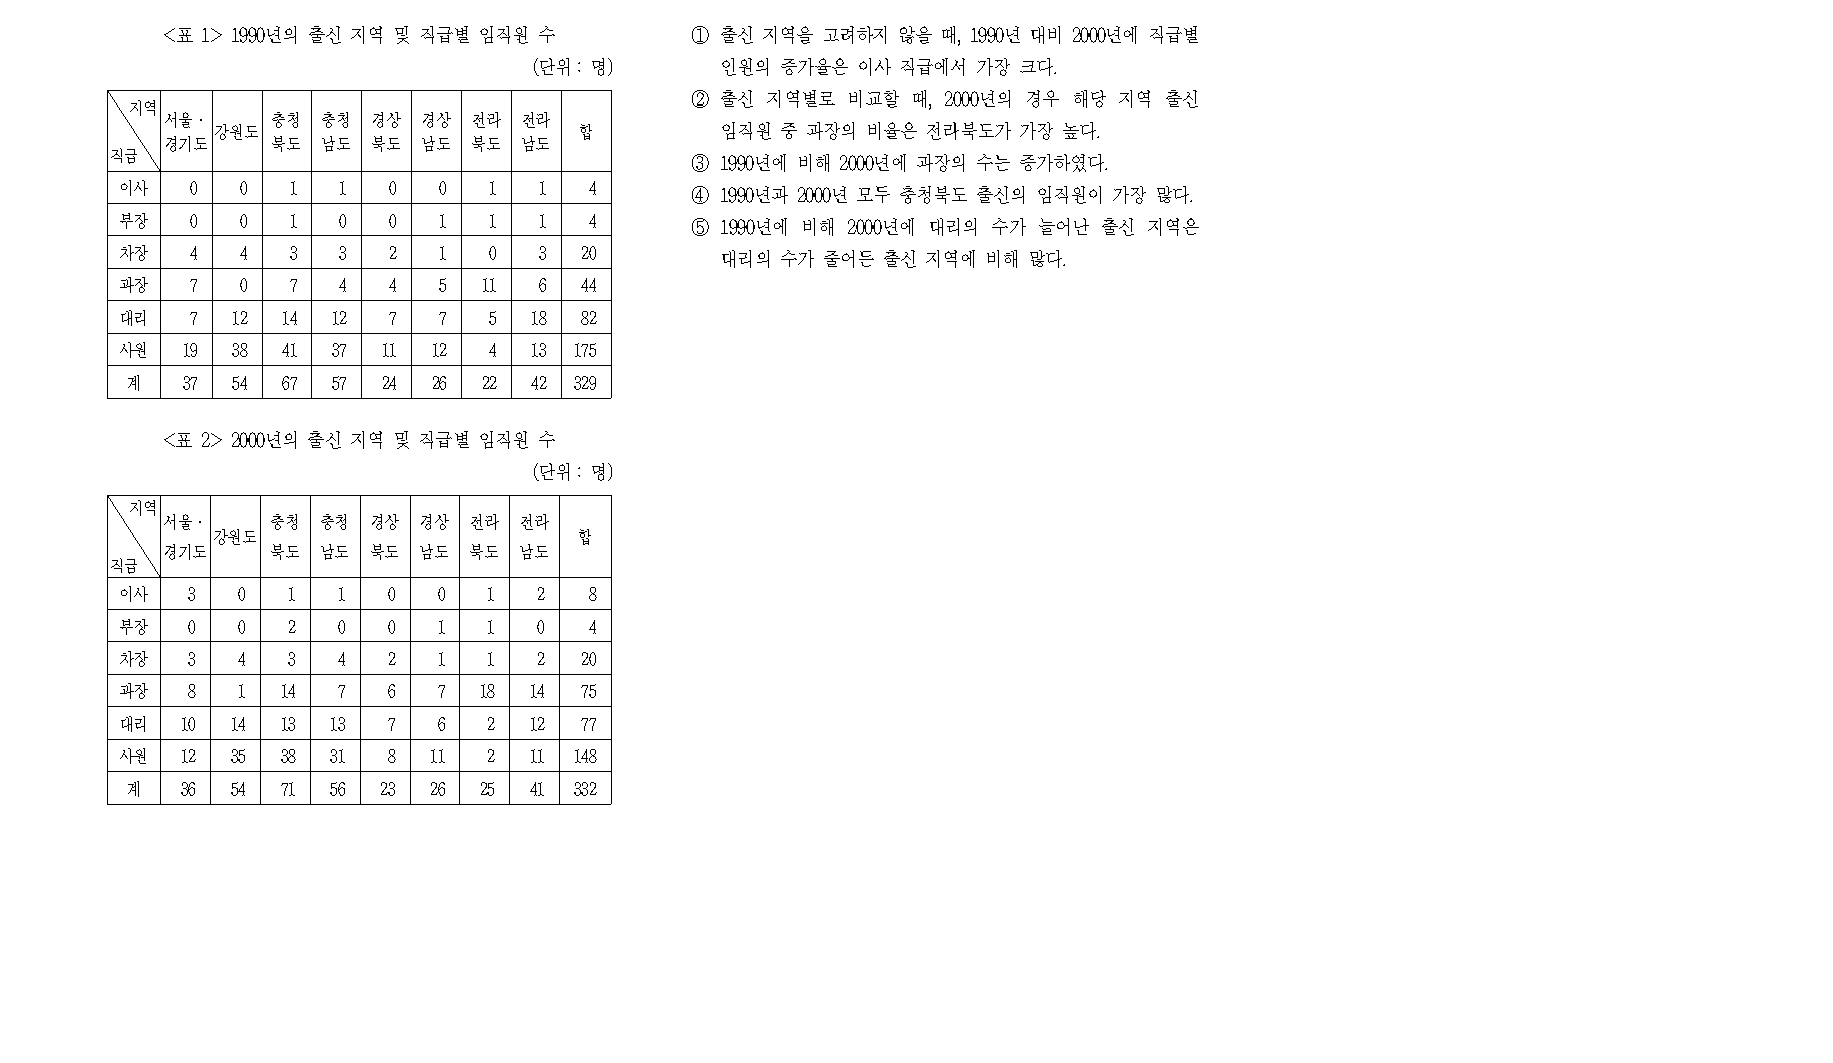 <표 1> 1990년의 출신 지역 및 직급별 임직원 수
(단위 : 명)
지역 직급 서울·경기도 강원도 충청북도 충청남도 경상북도 경상남도 전라북도 전라남도 합
이사 0 0 1 1 0 0 1 1 4
부장 0 0 1 0 0 1 1 1 4
차장 4 4 3 3 2 1 0 3 20
과장 7 0 7 4 4 5 11 6 44
대리 7 12 14 12 7 7 5 18 82
사원 19 38 41 37 11 12 4 13 175
계 37 54 67 57 24 26 22 42 329
<표 2> 2000년의 출신 지역 및 직급별 임직원 수
(단위 : 명)
지역 직급 서울·경기도 강원도 충청북도 충청남도 경상북도 경상남도 전라북도 전라남도 합
이사 3 0 1 1 0 0 1 2 8
부장 0 0 2 0 0 1 1 0 4
차장 3 4 3 4 2 1 1 2 20
과장 8 1 14 7 6 7 18 14 75
대리 10 14 13 13 7 6 2 12 77
사원 12 35 38 31 8 11 2 11 148
계 36 54 71 56 23 26 25 41 332
① 출신 지역을 고려하지 않을 때, 1990년 대비 2000년에 직급별
인원의 증가율은 이사 직급에서 가장 크다.
② 출신 지역별로 비교할 때, 2000년의 경우 해당 지역 출신
임직원 중 과장의 비율은 전라북도가 가장 높다.
③ 1990년에 비해 2000년에 과장의 수는 증가하였다.
④ 1990년과 2000년 모두 충청북도 출신의 임직원이 가장 많다.
⑤ 1990년에 비해 2000년에 대리의 수가 늘어난 출신 지역은
대리의 수가 줄어든 출신 지역에 비해 많다.